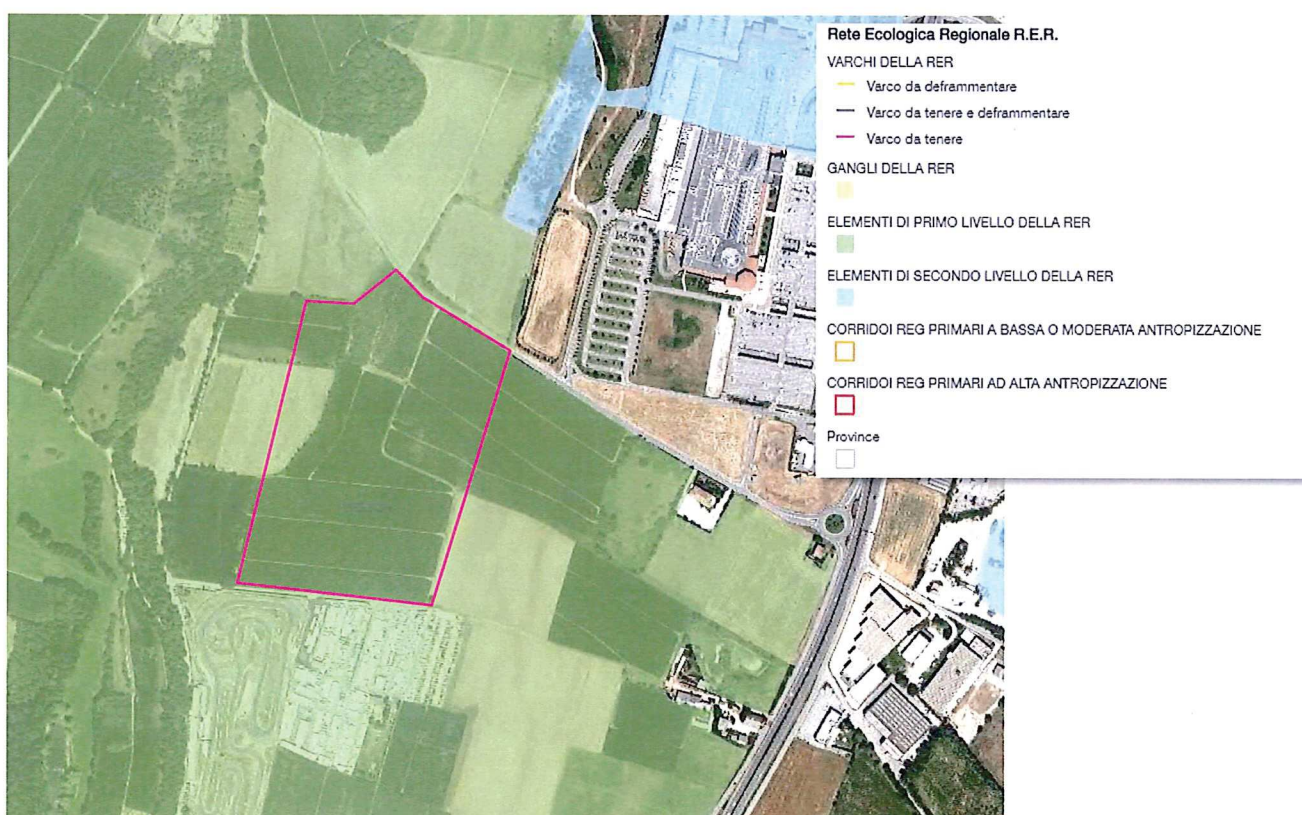 Rete Ecologica Regionale R.E.R.
VARCHI DELLA RER
Varco da deframmentare
Varco da tenere e deframmentare
Varco da tenere
GANGLI DELLA RER
ELEMENTI DI PRIMO LIVELLO DELLA RER
ELEMENTI DI SECONDO LIVELLO DELLA RER
CORRIDOI REG PRIMARI A BASSA O MODERATA ANTROPIZZAZIONE
CORRIDOI REG PRIMARI AD ALTA ANTROPIZZAZIONE
Province